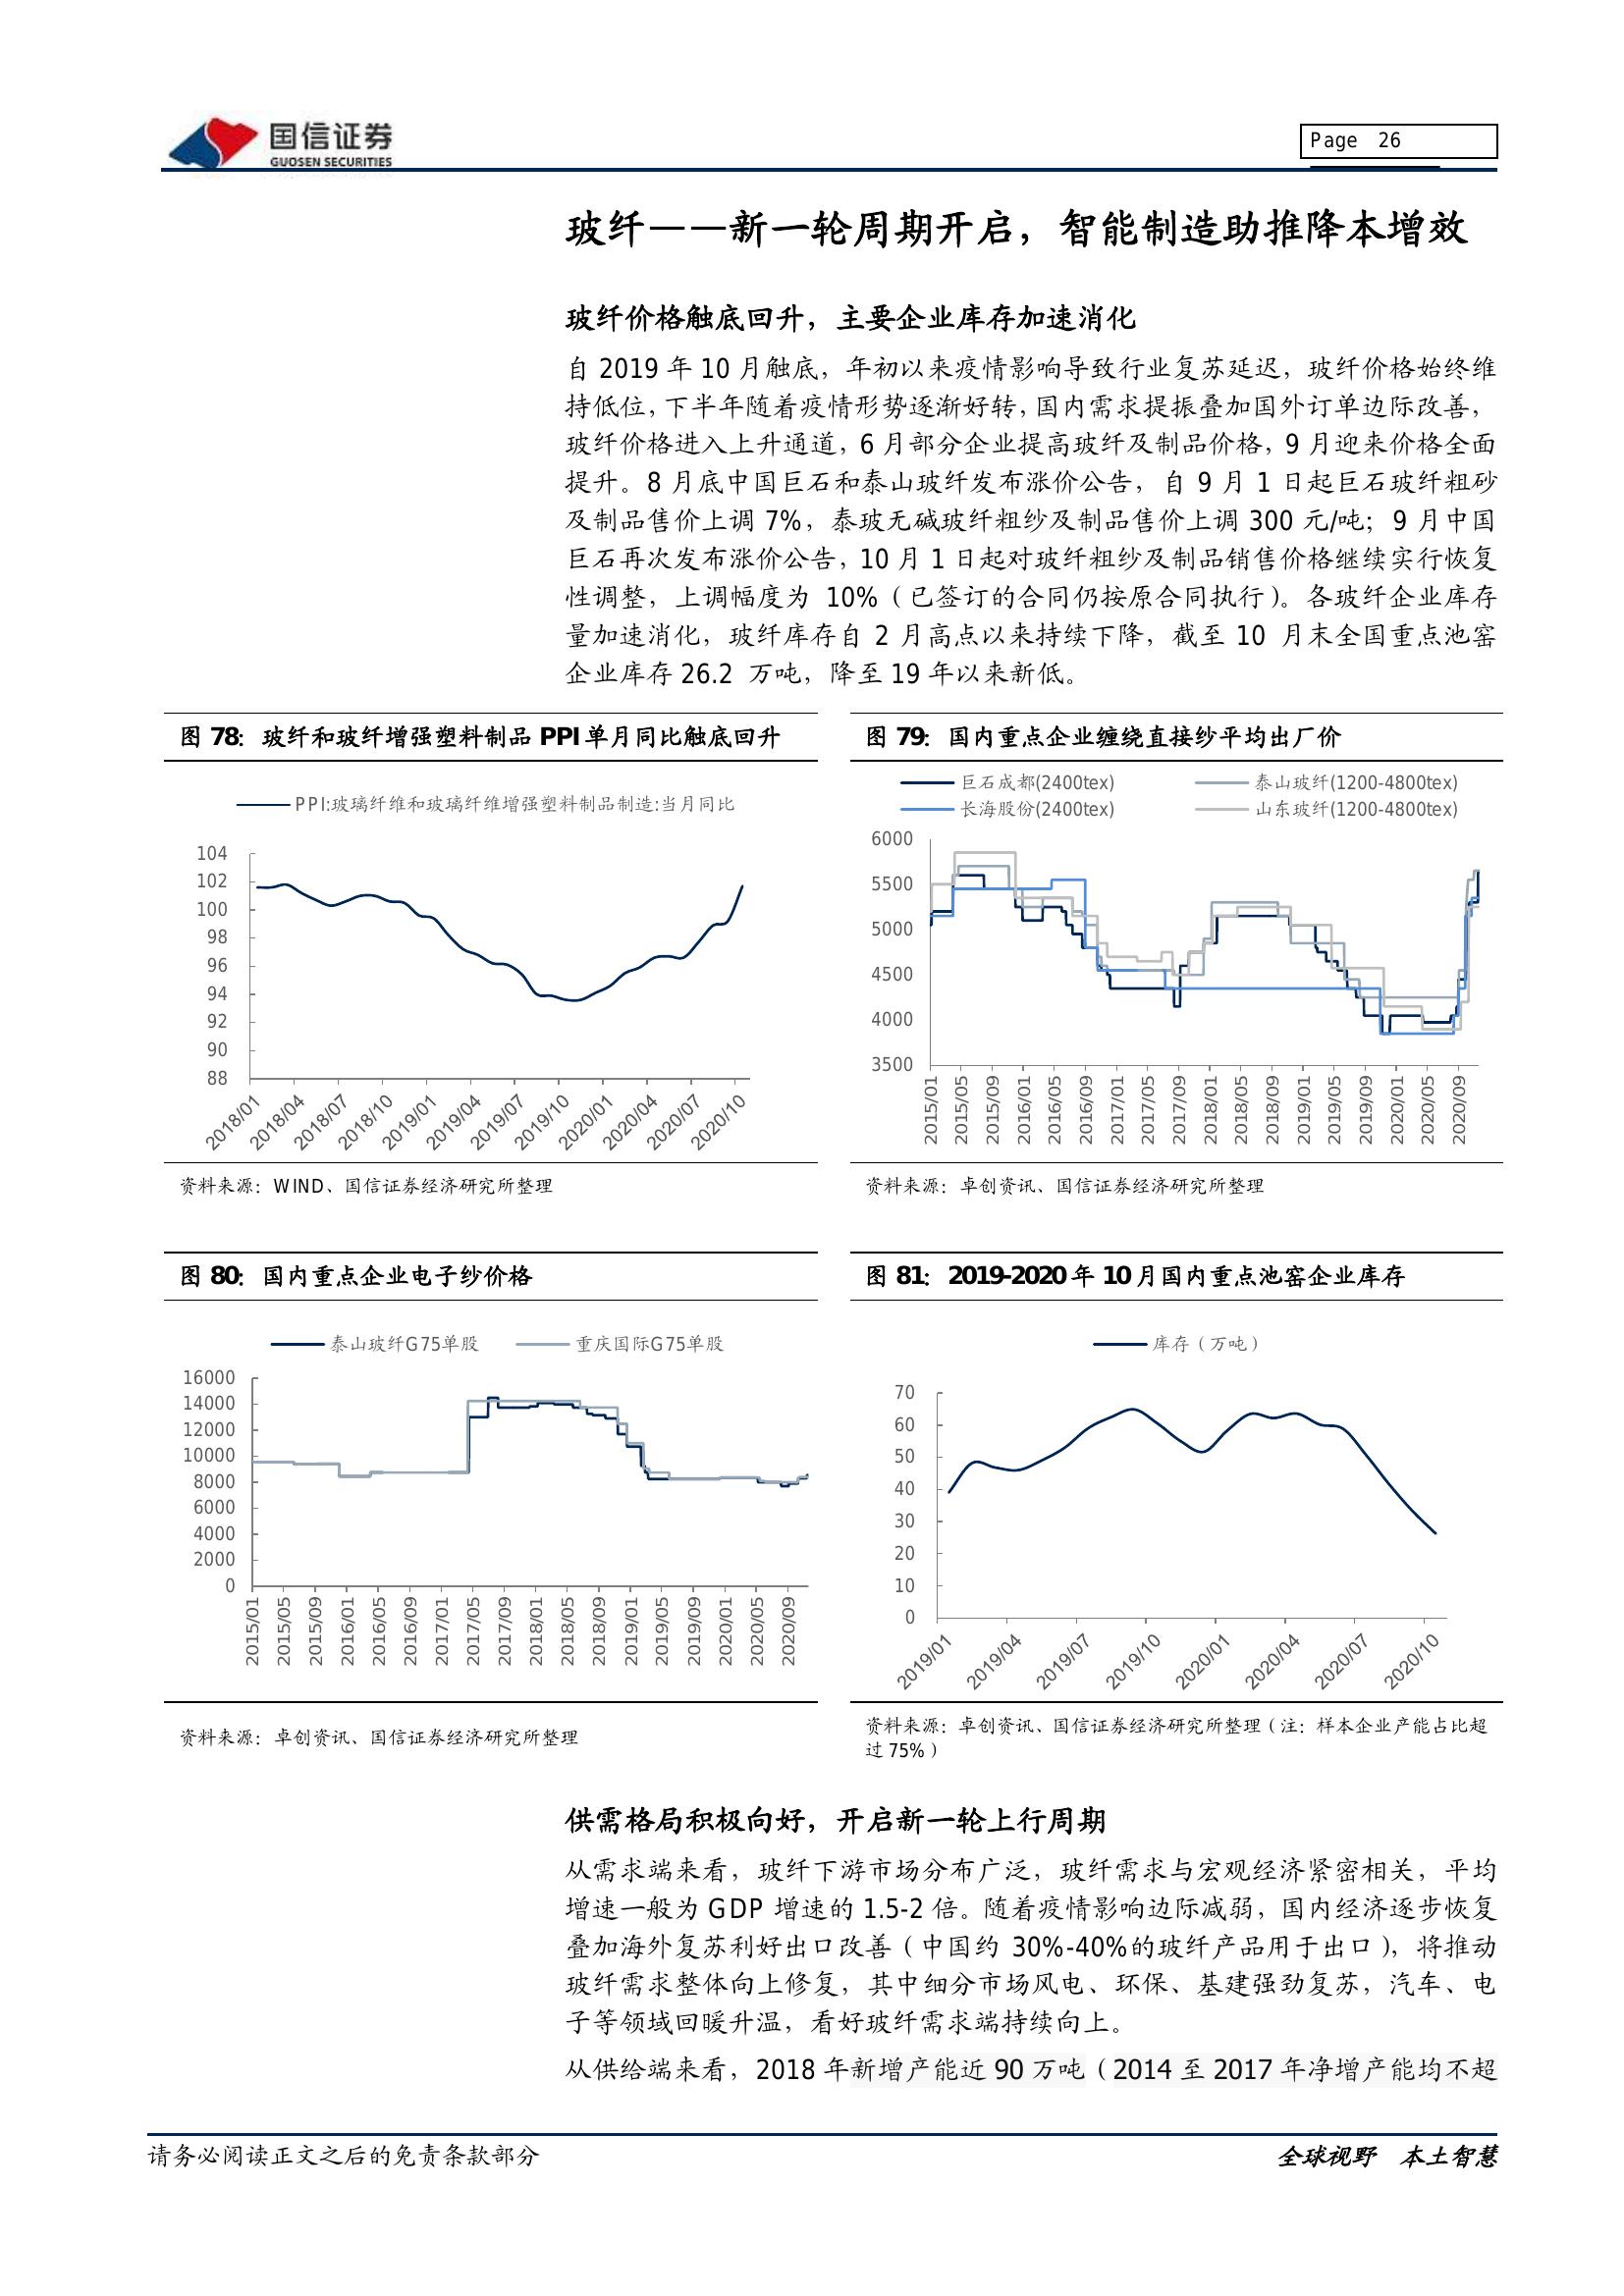 国信证券
GUOSEN SECURITIES
Page 26
玻纤——新一轮周期开启，智能制造助推降本增效
玻纤价格触底回升，主要企业库存加速消化
自 2019 年 10 月触底，年初以来疫情影响导致行业复苏延迟，玻纤价格始终维
持低位，下半年随着疫情形势逐渐好转，国内需求提振叠加国外订单边际改善，
玻纤价格进入上升通道，6 月部分企业提高玻纤及制品价格，9 月迎来价格全面
提升。8 月底中国巨石和泰山玻纤发布涨价公告，自 9 月 1 日起巨石玻纤粗砂
及制品售价上调 7%，泰玻无碱玻纤粗纱及制品售价上调 300 元/吨；9 月中国
巨石再次发布涨价公告，10 月 1 日起对玻纤粗纱及制品销售价格继续实行恢复
性调整，上调幅度为 10%（已签订的合同仍按原合同执行）。各玻纤企业库存
量加速消化，玻纤库存自 2 月高点以来持续下降，截至 10 月末全国重点池窑
企业库存 26.2 万吨，降至 19 年以来新低。
图 78：玻纤和玻纤增强塑料制品 PPI 单月同比触底回升
PPI:玻璃纤维和玻璃纤维增强塑料制品制造:当月同比
104
102
100
98
96
94
92
90
88
2018/01 2018/04 2018/07 2018/10 2019/01 2019/04 2019/07 2019/10 2020/01 2020/04 2020/07 2020/10
资料来源：WIND、国信证券经济研究所整理
图 79：国内重点企业缠绕直接纱平均出厂价
巨石成都(2400tex) 泰山玻纤(1200-4800tex)
长海股份(2400tex) 山东玻纤(1200-4800tex)
6000
5500
5000
4500
4000
3500
2015/01 2015/05 2015/09 2016/01 2016/05 2016/09 2017/01 2017/05 2017/09 2018/01 2018/05 2018/09 2019/01 2019/05 2019/09 2020/01 2020/05 2020/09
资料来源：卓创资讯、国信证券经济研究所整理
图 80：国内重点企业电子纱价格
泰山玻纤G75单股 重庆国际G75单股
16000
14000
12000
10000
8000
6000
4000
2000
0
2015/01 2015/05 2015/09 2016/01 2016/05 2016/09 2017/01 2017/05 2017/09 2018/01 2018/05 2018/09 2019/01 2019/05 2019/09 2020/01 2020/05 2020/09
资料来源：卓创资讯、国信证券经济研究所整理
图 81：2019-2020 年 10 月国内重点池窑企业库存
库存（万吨）
70
60
50
40
30
20
10
0
2019/01 2019/04 2019/07 2019/10 2020/01 2020/04 2020/07 2020/10
资料来源：卓创资讯、国信证券经济研究所整理（注：样本企业产能占比超
过 75%）
供需格局积极向好，开启新一轮上行周期
从需求端来看，玻纤下游市场分布广泛，玻纤需求与宏观经济紧密相关，平均
增速一般为 GDP 增速的 1.5-2 倍。随着疫情影响边际减弱，国内经济逐步恢复
叠加海外复苏利好出口改善（中国约 30%-40%的玻纤产品用于出口），将推动
玻纤需求整体向上修复，其中细分市场风电、环保、基建强劲复苏，汽车、电
子等领域回暖升温，看好玻纤需求端持续向上。
从供给端来看，2018 年新增产能近 90 万吨（2014 至 2017 年净增产能均不超
请务必阅读正文之后的免责条款部分
全球视野 本土智慧